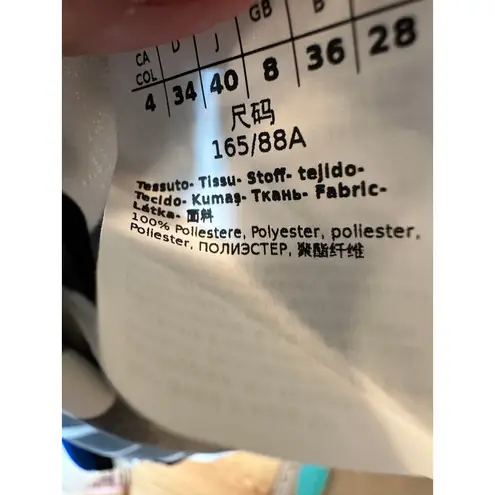 CA D J GB B
COL
4 34 40 8 36 28
尺码
165/88A
Tessuto- Tissu- Stoff- tejido-
Tecido- Kumaş- Ткань- Fabric-
Látka- 面料
100% Poliestere, Polyester, poliester,
Poliester, ПОЛИЭСТЕР, 聚酯纤维